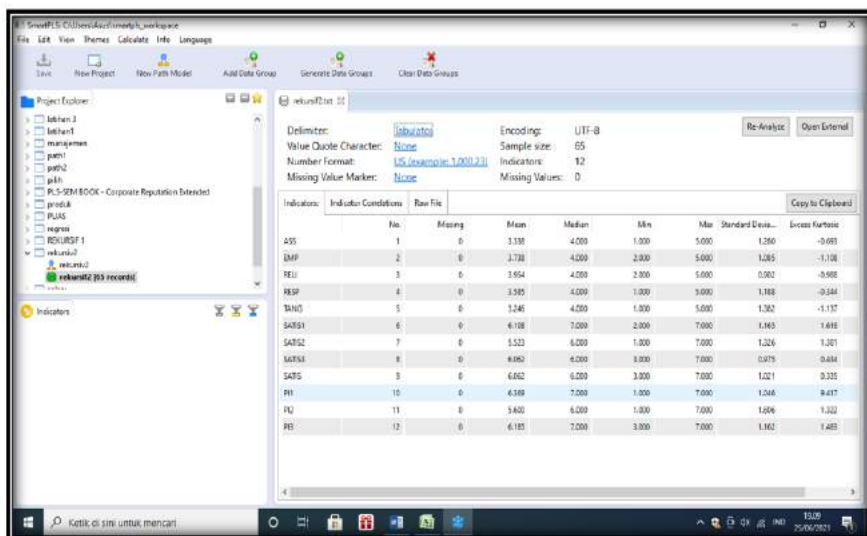 SmartPLS: C:\Users\Asus\smartpls_workspace
File Edit View Themes Calculate Info Language
Save New Project New Path Model Add Data Group Generate Data Groups Clear Data Groups
Project Explorer
latihan 3
latihan1
manajemen
path1
path2
pilih
PLS-SEM BOOK - Corporate Reputation Extended
produk
PUAS
regresi
REKURSIF 1
rekursiv2
rekursiv2
rekursif2 [65 records]
Indicators
rekursif2.txt
Delimiter: Tabulator Encoding: UTF-8 Re-Analyze Open External
Value Quote Character: None Sample size: 65
Number Format: US (example: 1,000.23) Indicators: 12
Missing Value Marker: None Missing Values: 0
Indicators: Indicator Correlations Raw File Copy to Clipboard
No. Missing Mean Median Min Max Standard Devia... Excess Kurtosis
ASS 1 0 3.338 4.000 1.000 5.000 1.260 -0.693
EMP 2 0 3.738 4.000 2.000 5.000 1.085 -1.108
RELI 3 0 3.954 4.000 2.000 5.000 0.902 -0.968
RESP 4 0 3.585 4.000 1.000 5.000 1.188 -0.344
TANG 5 0 3.246 4.000 1.000 5.000 1.382 -1.137
SATIS1 6 0 6.108 7.000 2.000 7.000 1.163 1.616
SATIS2 7 0 5.523 6.000 1.000 7.000 1.326 1.301
SATIS3 8 0 6.062 6.000 3.000 7.000 0.975 0.434
SATIS 9 0 6.062 6.000 3.000 7.000 1.021 0.335
PI1 10 0 6.369 7.000 1.000 7.000 1.046 9.417
PI2 11 0 5.600 6.000 1.000 7.000 1.606 1.322
PI3 12 0 6.185 7.000 3.000 7.000 1.162 1.483
Ketik di sini untuk mencari
IND
19.09
25/06/2021